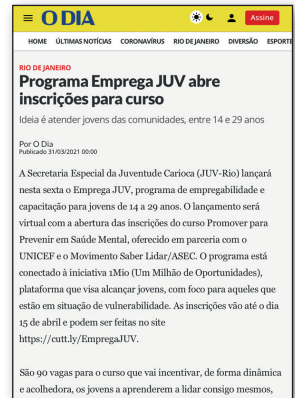 O DIA
Assine
HOME ÚLTIMAS NOTÍCIAS CORONAVÍRUS RIO DE JANEIRO DIVERSÃO ESPORTE
RIO DE JANEIRO
Programa Emprega JUV abre
inscrições para curso
Ideia é atender jovens das comunidades, entre 14 e 29 anos
Por O Dia
Publicado 31/03/2021 00:00
A Secretaria Especial da Juventude Carioca (JUV-Rio) lançará
nesta sexta o Emprega JUV, programa de empregabilidade e
capacitação para jovens de 14 a 29 anos. O lançamento será
virtual com a abertura das inscrições do curso Promover para
Prevenir em Saúde Mental, oferecido em parceria com o
UNICEF e o Movimento Saber Lidar/ASEC. O programa está
conectado à iniciativa 1Mio (Um Milhão de Oportunidades),
plataforma que visa alcançar jovens, com foco para aqueles que
estão em situação de vulnerabilidade. As inscrições vão até o dia
15 de abril e podem ser feitas no site
https://cutt.ly/EmpregaJUV.
São 90 vagas para o curso que vai incentivar, de forma dinâmica
e acolhedora, os jovens a aprenderem a lidar consigo mesmos,